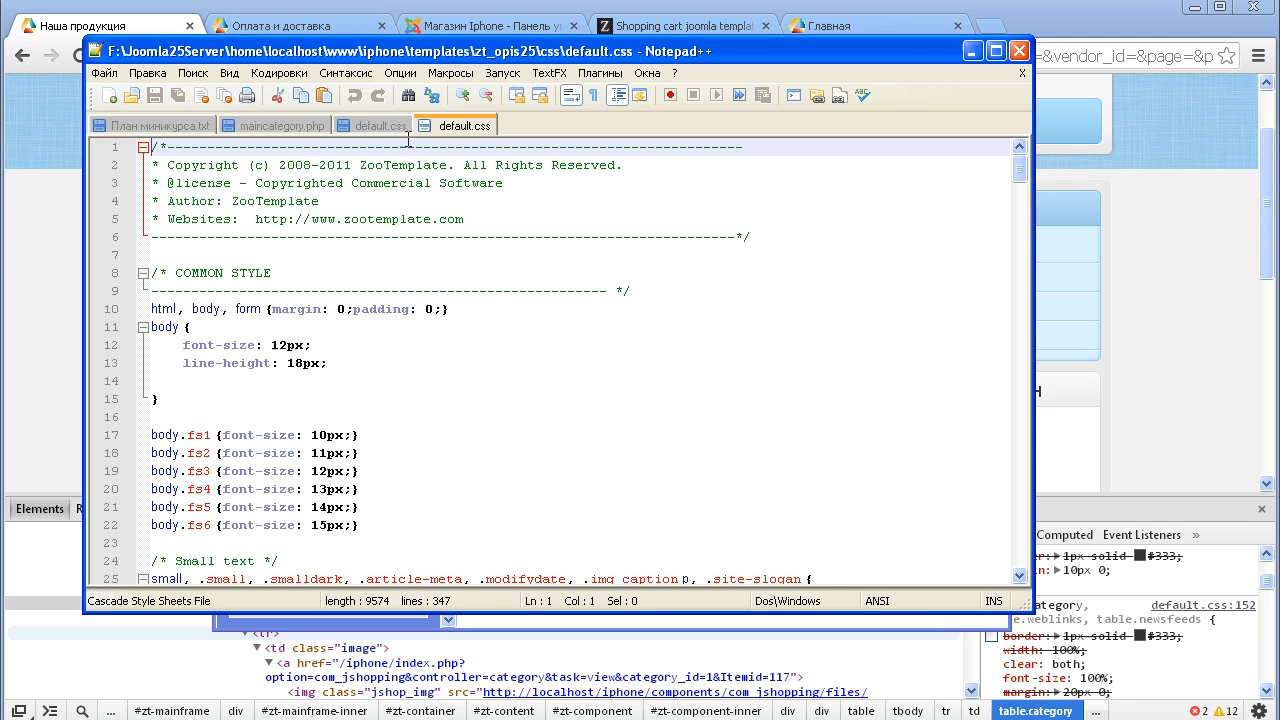 Наша продукция
Оплата и доставка
Магазин Iphone - Панель уп
Shopping cart joomla templat
Главная
F:\Joomla25Server\home\localhost\www\iphone\templates\zt_opis25\css\default.css - Notepad++
=&vendor_id=&page=&p
Файл Правка Поиск Вид Кодировки Синтаксис Опции Макросы Запуск TextFX Плагины Окна ? X
План миникурса.txt
maincategory.php
default.css
default.css
1 /*------------------------------------------------------------------------
2 * Copyright (c) 2008-2011 ZooTemplate. All Rights Reserved.
3 * @license - Copyrighted Commercial Software
4 * Author: ZooTemplate
5 * Websites:  http://www.zootemplate.com
6 -------------------------------------------------------------------------*/
7
8 /* COMMON STYLE
9 --------------------------------------------------------- */
10 html, body, form {margin: 0;padding: 0;}
11 body {
12 font-size: 12px;
13 line-height: 18px;
14
15 }
16
17 body.fs1 {font-size: 10px;}
18 body.fs2 {font-size: 11px;}
19 body.fs3 {font-size: 12px;}
20 body.fs4 {font-size: 13px;}
21 body.fs5 {font-size: 14px;}
22 body.fs6 {font-size: 15px;}
23
24 /* Small text */
25 small, .small, .smalldark, .article-meta, .modifydate, .img_caption p, .site-slogan {
Cascade Style Sheets File length : 9574 lines : 347 Ln : 1 Col : 1 Sel : 0 Dos\Windows ANSI INS
Н
Elements R
Computed Event Listeners »
er: 1px solid #333;
in: 10px 0;
category, default.css:152
e.weblinks, table.newsfeeds {
border: 1px solid #333;
width: 100%;
clear: both;
font-size: 100%;
margin: 20px 0;
<tr>
<td class="image">
<a href="/iphone/index.php?
option=com_jshopping&controller=category&task=view&category_id=1&Itemid=117">
<img class="jshop_img" src="http://localhost/iphone/components/com_jshopping/files/
... #zt-mainframe div #zt-mainframe-inner #zt-container #zt-content #zt-component #zt-component-inner div table tbody tr td table.category ... 2 12